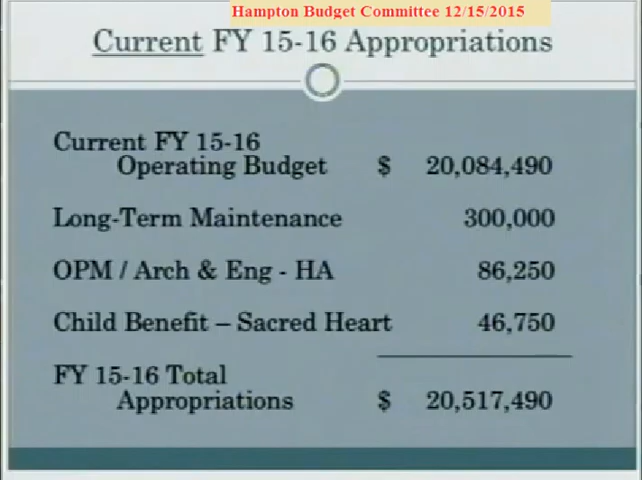 Hampton Budget Committee 12/15/2015
Current FY 15-16 Appropriations
Current FY 15-16
Operating Budget $ 20,084,490
Long-Term Maintenance 300,000
OPM / Arch & Eng - HA 86,250
Child Benefit – Sacred Heart 46,750
FY 15-16 Total
Appropriations $ 20,517,490